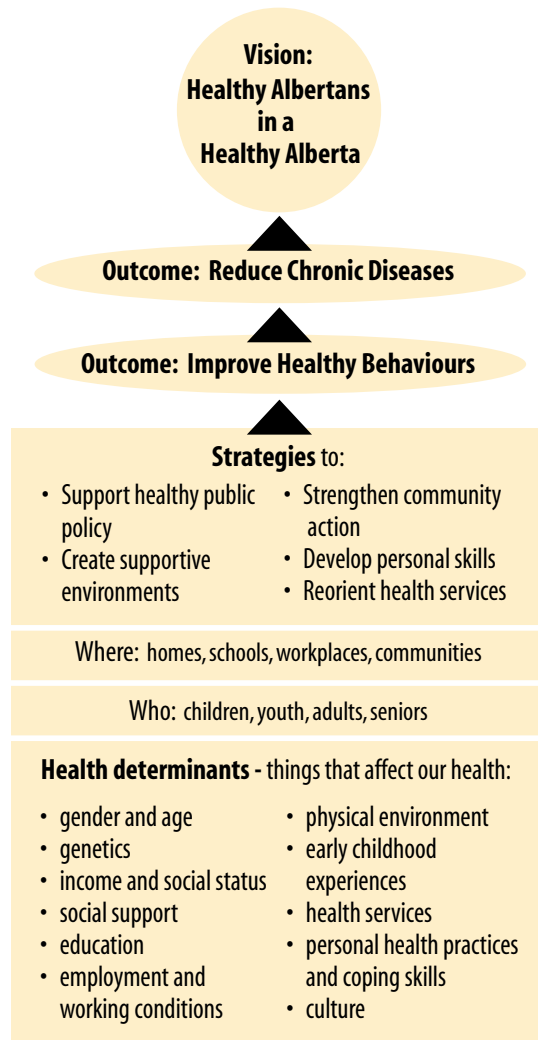 Vision:
Healthy Albertans
in a
Healthy Alberta
Outcome: Reduce Chronic Diseases
Outcome: Improve Healthy Behaviours
Strategies to:
• Support healthy public
policy
• Create supportive
environments
• Strengthen community
action
• Develop personal skills
• Reorient health services
Where: homes, schools, workplaces, communities
Who: children, youth, adults, seniors
Health determinants - things that affect our health:
• gender and age
• genetics
• income and social status
• social support
• education
• employment and
working conditions
• physical environment
• early childhood
experiences
• health services
• personal health practices
and coping skills
• culture